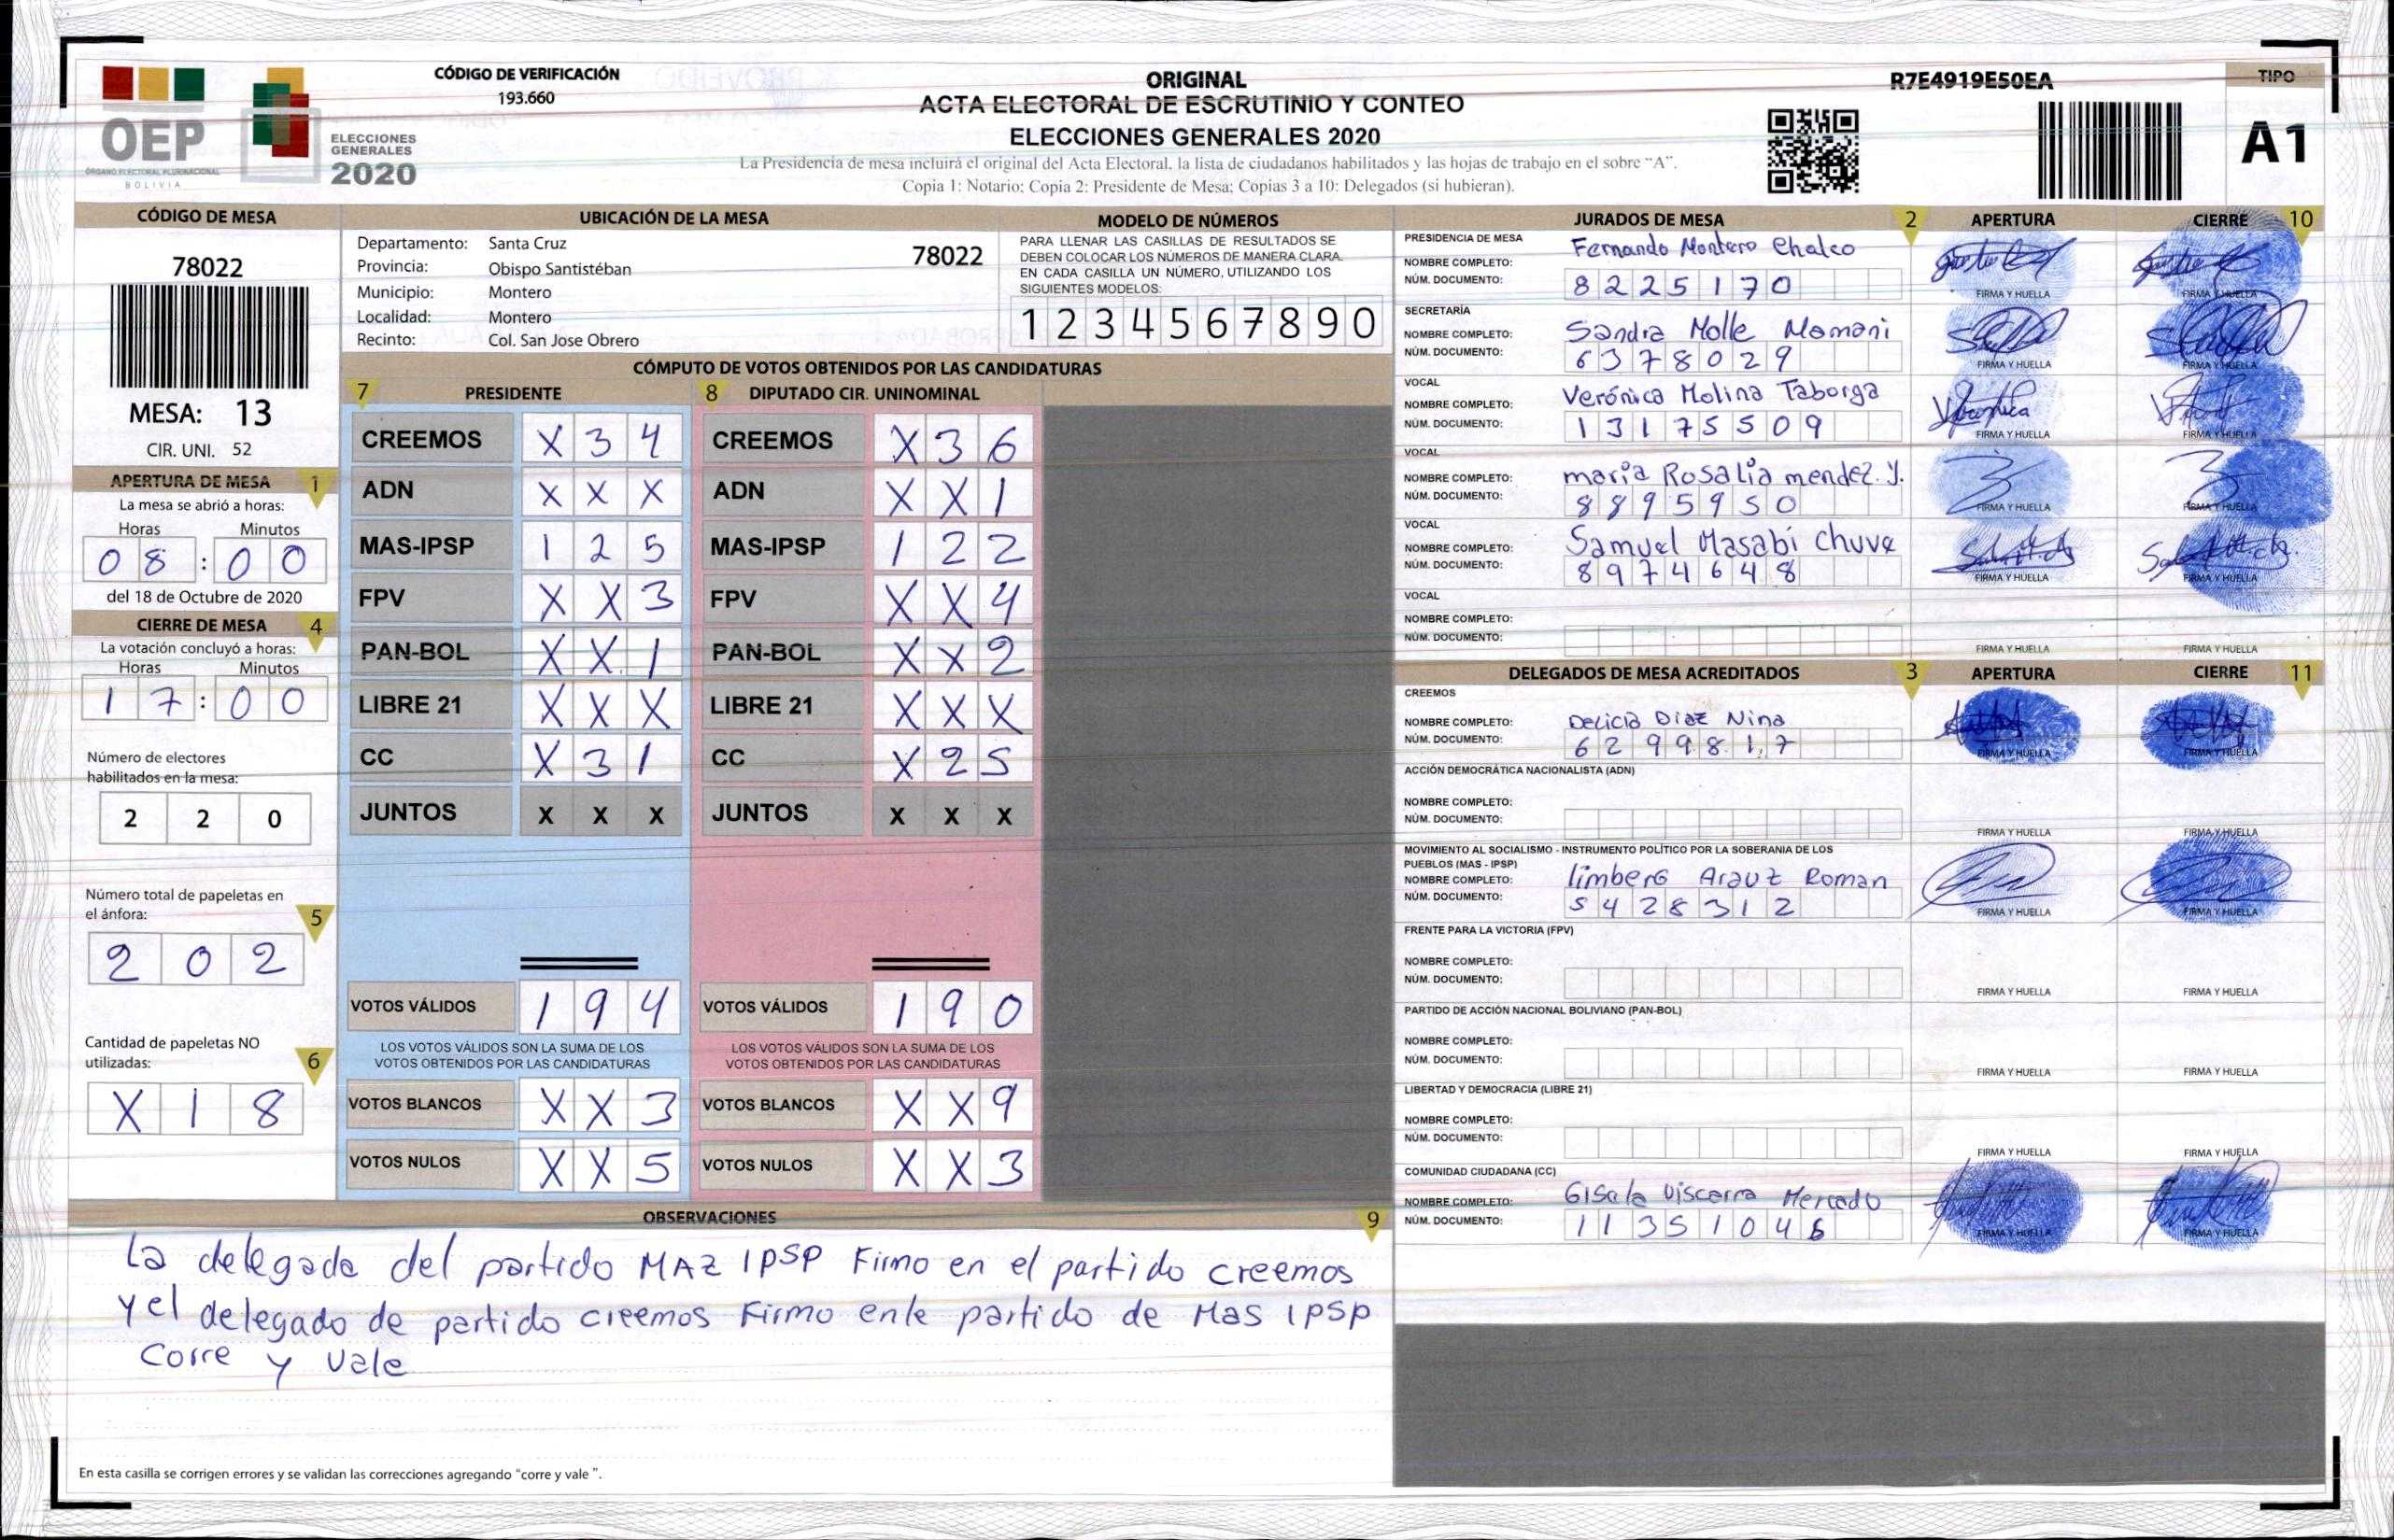 CÓDIGO DE VERIFICACIÓN
193.660
ORIGINAL
ACTA ELECTORAL DE ESCRUTINIO Y CONTEO
ELECCIONES GENERALES 2020
La Presidencia de mesa incluirá el original del Acta Electoral, la lista de ciudadanos habilitados y las hojas de trabajo en el sobre “A”.
Copia 1: Notario; Copia 2: Presidente de Mesa; Copias 3 a 10: Delegados (si hubieran).
R7E4919E50EA
TIPO
A1
OEP
ÓRGANO ELECTORAL PLURINACIONAL
BOLIVIA
ELECCIONES
GENERALES
2020
CÓDIGO DE MESA
78022
MESA: 13
CIR. UNI. 52
APERTURA DE MESA 1
La mesa se abrió a horas:
Horas Minutos
08:00
del 18 de Octubre de 2020
CIERRE DE MESA 4
La votación concluyó a horas:
Horas Minutos
17:00
Número de electores
habilitados en la mesa:
2 2 0
Número total de papeletas en
el ánfora: 5
2 0 2
Cantidad de papeletas NO
utilizadas: 6
X 1 8
UBICACIÓN DE LA MESA
Departamento: Santa Cruz 78022
Provincia: Obispo Santistéban
Municipio: Montero
Localidad: Montero
Recinto: Col. San Jose Obrero
MODELO DE NÚMEROS
PARA LLENAR LAS CASILLAS DE RESULTADOS SE
DEBEN COLOCAR LOS NÚMEROS DE MANERA CLARA.
EN CADA CASILLA UN NÚMERO, UTILIZANDO LOS
SIGUIENTES MODELOS:
1 2 3 4 5 6 7 8 9 0
CÓMPUTO DE VOTOS OBTENIDOS POR LAS CANDIDATURAS
7 PRESIDENTE 8 DIPUTADO CIR. UNINOMINAL
CREEMOS X 3 4 CREEMOS X 3 6
ADN X X X ADN X X 1
MAS-IPSP 1 2 5 MAS-IPSP 1 2 2
FPV X X 3 FPV X X 4
PAN-BOL X X 1 PAN-BOL X X 2
LIBRE 21 X X X LIBRE 21 X X X
CC X 3 1 CC X 2 5
JUNTOS X X X JUNTOS X X X
VOTOS VÁLIDOS 1 9 4 VOTOS VÁLIDOS 1 9 0
LOS VOTOS VÁLIDOS SON LA SUMA DE LOS LOS VOTOS VÁLIDOS SON LA SUMA DE LOS
VOTOS OBTENIDOS POR LAS CANDIDATURAS VOTOS OBTENIDOS POR LAS CANDIDATURAS
VOTOS BLANCOS X X 3 VOTOS BLANCOS X X 9
VOTOS NULOS X X 5 VOTOS NULOS X X 3
OBSERVACIONES 9
La delegada del partido MAZ IPSP Firmo en el partido creemos
y el delegado de partido creemos Firmo enle partido de Mas IPSP
Corre y Vale
En esta casilla se corrigen errores y se validan las correcciones agregando “corre y vale ”.
JURADOS DE MESA 2 APERTURA CIERRE 10
PRESIDENCIA DE MESA
NOMBRE COMPLETO: Fernando Montero Chalco
NÚM. DOCUMENTO: 8225170
FIRMA Y HUELLA FIRMA Y HUELLA
SECRETARÍA
NOMBRE COMPLETO: Sandra Molle Mamani
NÚM. DOCUMENTO: 6378029
FIRMA Y HUELLA FIRMA Y HUELLA
VOCAL
NOMBRE COMPLETO: Verónica Molina Taborga
NÚM. DOCUMENTO: 13175509
FIRMA Y HUELLA FIRMA Y HUELLA
VOCAL
NOMBRE COMPLETO: maria Rosalia mendez. Y.
NÚM. DOCUMENTO: 8895950
FIRMA Y HUELLA FIRMA Y HUELLA
VOCAL
NOMBRE COMPLETO: Samuel Masabi Chuve
NÚM. DOCUMENTO: 8974648
FIRMA Y HUELLA FIRMA Y HUELLA
VOCAL
NOMBRE COMPLETO:
NÚM. DOCUMENTO:
FIRMA Y HUELLA FIRMA Y HUELLA
DELEGADOS DE MESA ACREDITADOS 3 APERTURA CIERRE 11
CREEMOS
NOMBRE COMPLETO: Delicia Diaz Nina
NÚM. DOCUMENTO: 6299817
FIRMA Y HUELLA FIRMA Y HUELLA
ACCIÓN DEMOCRÁTICA NACIONALISTA (ADN)
NOMBRE COMPLETO:
NÚM. DOCUMENTO:
FIRMA Y HUELLA FIRMA Y HUELLA
MOVIMIENTO AL SOCIALISMO - INSTRUMENTO POLÍTICO POR LA SOBERANIA DE LOS
PUEBLOS (MAS - IPSP)
NOMBRE COMPLETO: limberg Arauz Roman
NÚM. DOCUMENTO: 5428312
FIRMA Y HUELLA FIRMA Y HUELLA
FRENTE PARA LA VICTORIA (FPV)
NOMBRE COMPLETO:
NÚM. DOCUMENTO:
FIRMA Y HUELLA FIRMA Y HUELLA
PARTIDO DE ACCIÓN NACIONAL BOLIVIANO (PAN-BOL)
NOMBRE COMPLETO:
NÚM. DOCUMENTO:
FIRMA Y HUELLA FIRMA Y HUELLA
LIBERTAD Y DEMOCRACIA (LIBRE 21)
NOMBRE COMPLETO:
NÚM. DOCUMENTO:
FIRMA Y HUELLA FIRMA Y HUELLA
COMUNIDAD CIUDADANA (CC)
NOMBRE COMPLETO: Gisela Viscarra Mercado
NÚM. DOCUMENTO: 11351046
FIRMA Y HUELLA FIRMA Y HUELLA